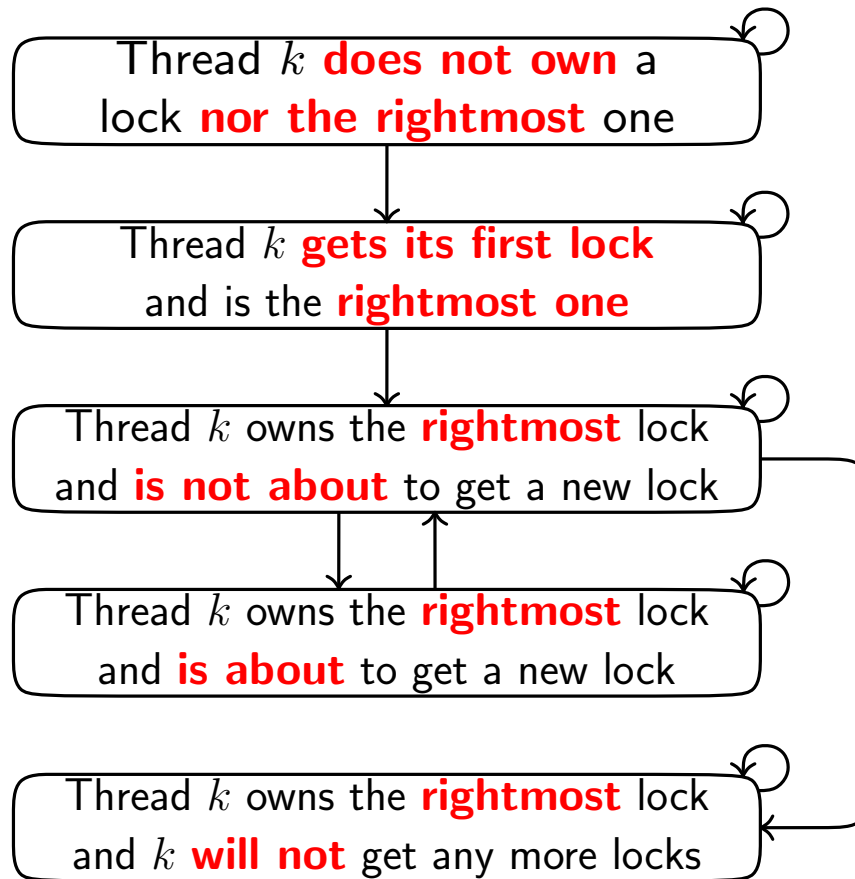 Thread k does not own a
lock nor the rightmost one
Thread k gets its first lock
and is the rightmost one
Thread k owns the rightmost lock
and is not about to get a new lock
Thread k owns the rightmost lock
and is about to get a new lock
Thread k owns the rightmost lock
and k will not get any more locks